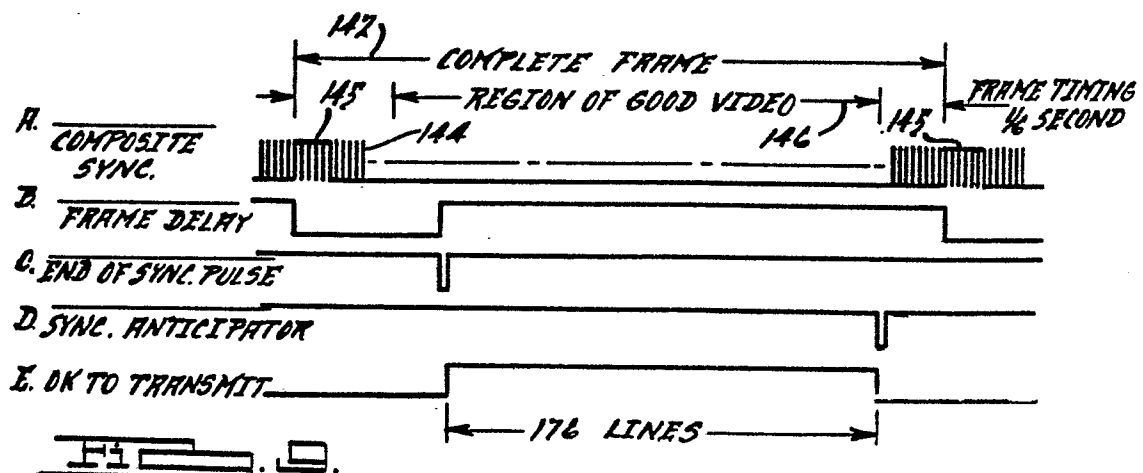 142
COMPLETE FRAME
145
REGION OF GOOD VIDEO
FRAME TIMING
1/6 SECOND
A. COMPOSITE SYNC.
144
146
145
B. FRAME DELAY
C. END OF SYNC. PULSE
D. SYNC. ANTICIPATOR
E. OK TO TRANSMIT
176 LINES